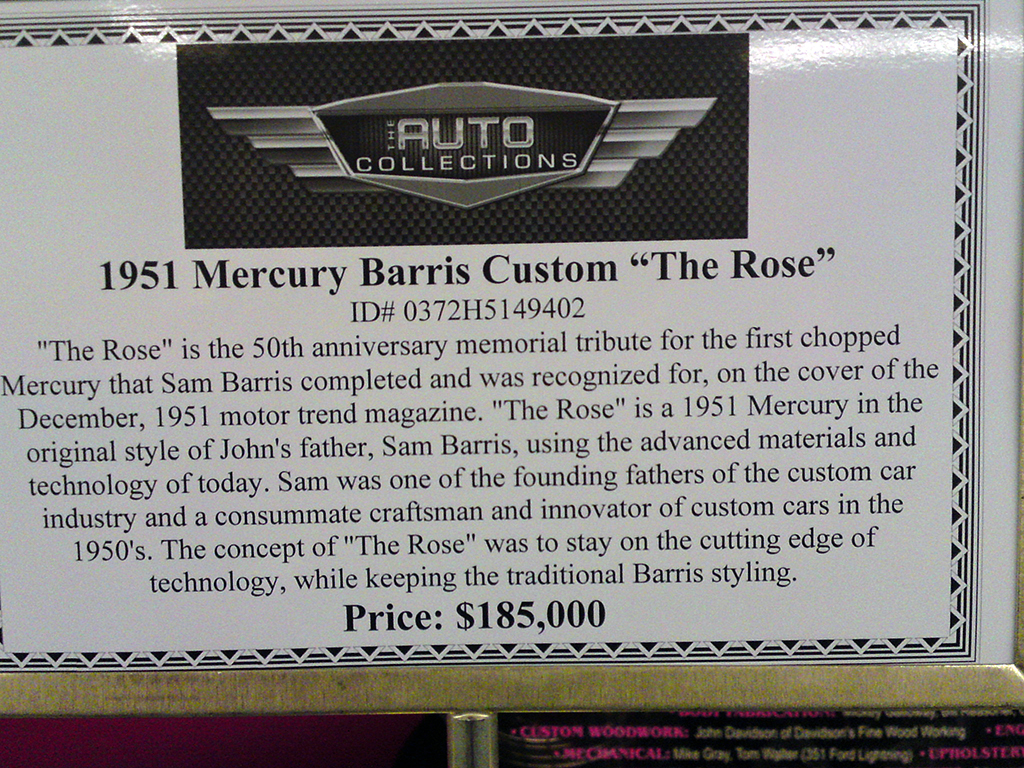 THE AUTO
COLLECTIONS
1951 Mercury Barris Custom “The Rose”
ID# 0372H5149402
"The Rose" is the 50th anniversary memorial tribute for the first chopped
Mercury that Sam Barris completed and was recognized for, on the cover of the
December, 1951 motor trend magazine. "The Rose" is a 1951 Mercury in the
original style of John's father, Sam Barris, using the advanced materials and
technology of today. Sam was one of the founding fathers of the custom car
industry and a consummate craftsman and innovator of custom cars in the
1950's. The concept of "The Rose" was to stay on the cutting edge of
technology, while keeping the traditional Barris styling.
Price: $185,000
BODY FABRICATION:
• CUSTOM WOODWORK: John Davidson of Davidson's Fine Wood Working • ENG
• MECHANICAL: Mike Gray, Tom Walter (351 Ford Lightning) • UPHOLSTERY